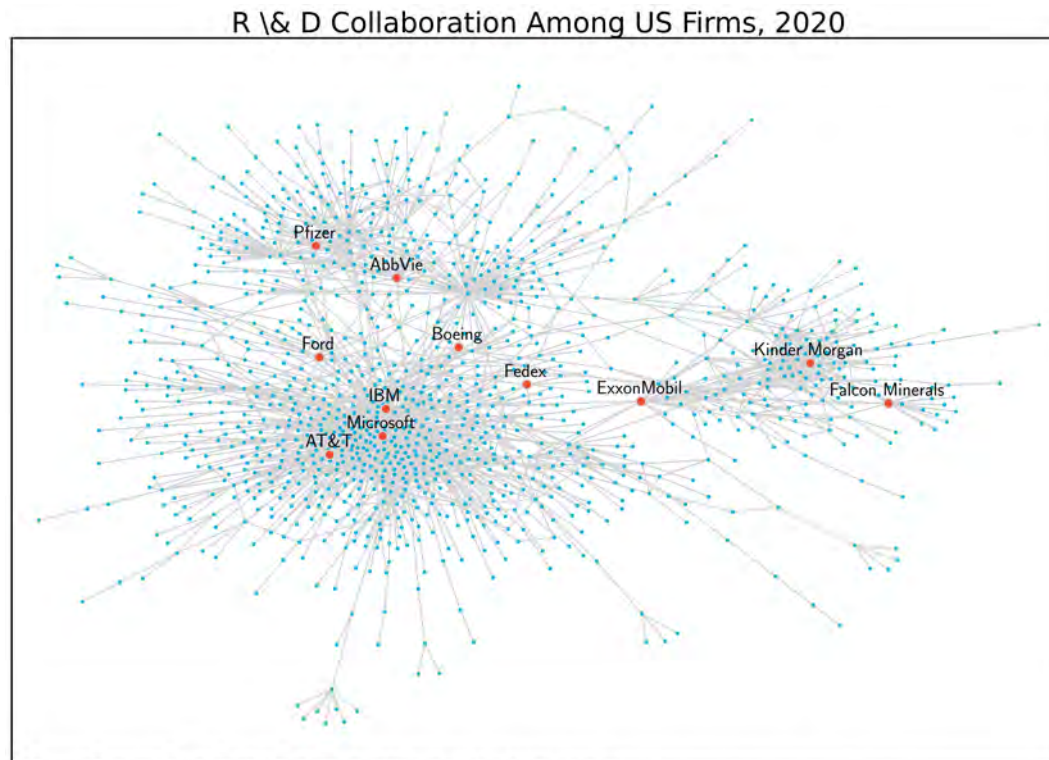 R \& D Collaboration Among US Firms, 2020
Pfizer
AbbVie
Boeing
Ford
Kinder Morgan
Fedex
ExxonMobil
Falcon Minerals
IBM
Microsoft
AT&T